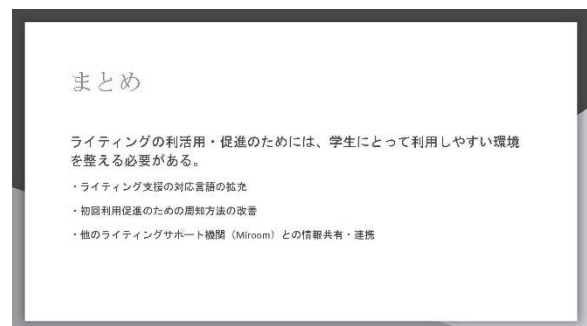 まとめ
ライティングの利活用・促進のためには、学生にとって利用しやすい環境
を整える必要がある。
・ライティング支援の対応言語の拡充
・初回利用促進のための周知方法の改善
・他のライティングサポート機関（Miroom）との情報共有・連携